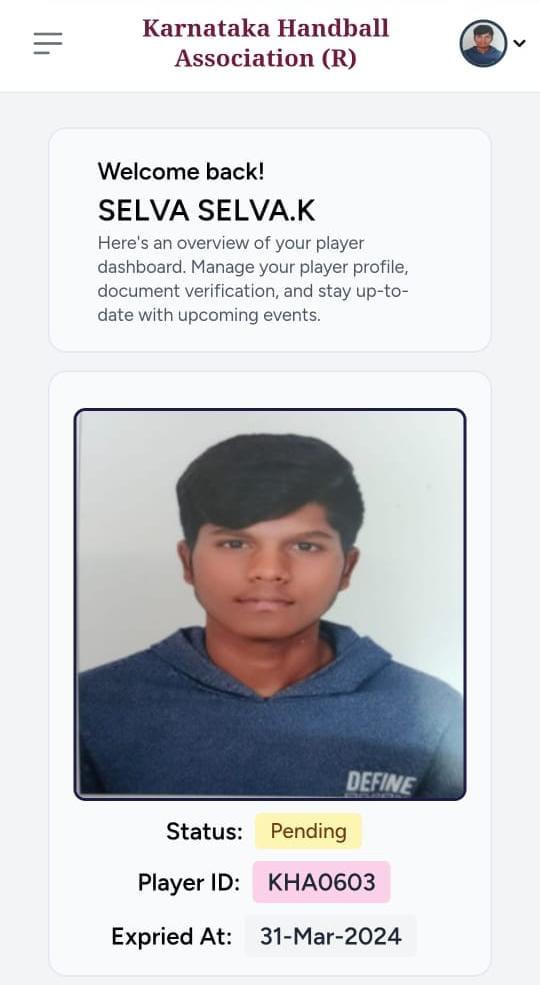 Karnataka Handball
Association (R)
Welcome back!
SELVA SELVA.K
Here's an overview of your player
dashboard. Manage your player profile,
document verification, and stay up-to-
date with upcoming events.
DEFINE
Status: Pending
Player ID: KHA0603
Expried At: 31-Mar-2024